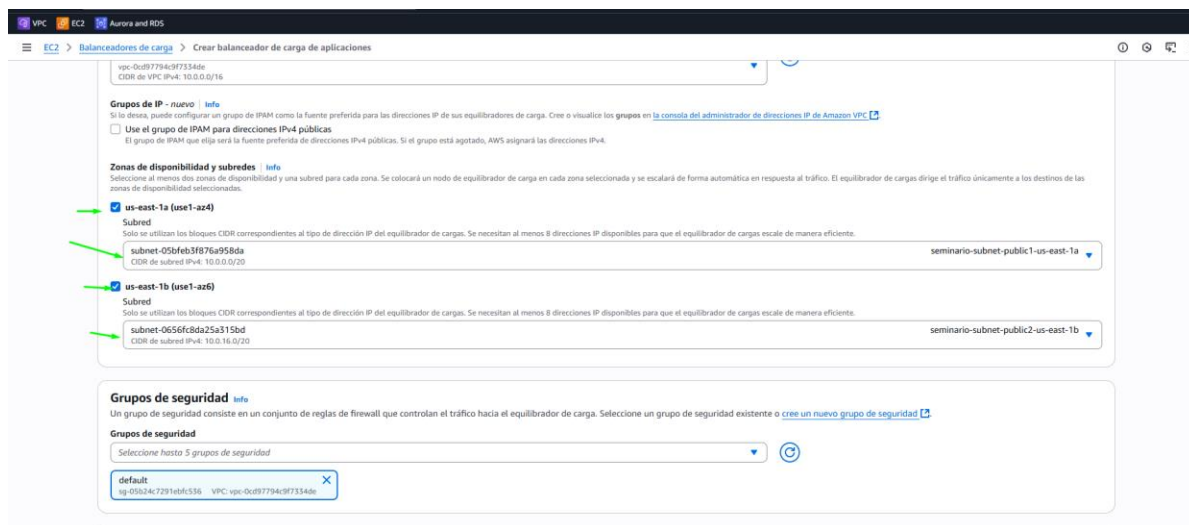 VPC EC2 Aurora and RDS
EC2 > Balanceadores de carga > Crear balanceador de carga de aplicaciones
vpc-0cd97794c9f7334de
CIDR de VPC IPv4: 10.0.0.0/16
Grupos de IP - nuevo | Info
Si lo desea, puede configurar un grupo de IPAM como la fuente preferida para las direcciones IP de sus equilibradores de carga. Cree o visualice los grupos en la consola del administrador de direcciones IP de Amazon VPC
Use el grupo de IPAM para direcciones IPv4 públicas
El grupo de IPAM que elija será la fuente preferida de direcciones IPv4 públicas. Si el grupo está agotado, AWS asignará las direcciones IPv4.
Zonas de disponibilidad y subredes | Info
Seleccione al menos dos zonas de disponibilidad y una subred para cada zona. Se colocará un nodo de equilibrador de carga en cada zona seleccionada y se escalará de forma automática en respuesta al tráfico. El equilibrador de cargas dirige el tráfico únicamente a los destinos de las
zonas de disponibilidad seleccionadas.
us-east-1a (use1-az4)
Subred
Solo se utilizan los bloques CIDR correspondientes al tipo de dirección IP del equilibrador de cargas. Se necesitan al menos 8 direcciones IP disponibles para que el equilibrador de cargas escale de manera eficiente.
subnet-05bfeb3f876a958da seminario-subnet-public1-us-east-1a
CIDR de subred IPv4: 10.0.0.0/20
us-east-1b (use1-az6)
Subred
Solo se utilizan los bloques CIDR correspondientes al tipo de dirección IP del equilibrador de cargas. Se necesitan al menos 8 direcciones IP disponibles para que el equilibrador de cargas escale de manera eficiente.
subnet-0656fc8da25a315bd seminario-subnet-public2-us-east-1b
CIDR de subred IPv4: 10.0.16.0/20
Grupos de seguridad Info
Un grupo de seguridad consiste en un conjunto de reglas de firewall que controlan el tráfico hacia el equilibrador de carga. Seleccione un grupo de seguridad existente o cree un nuevo grupo de seguridad
Grupos de seguridad
Seleccione hasta 5 grupos de seguridad
default
sg-05b24c7291ebfc536 VPC: vpc-0cd97794c9f7334de